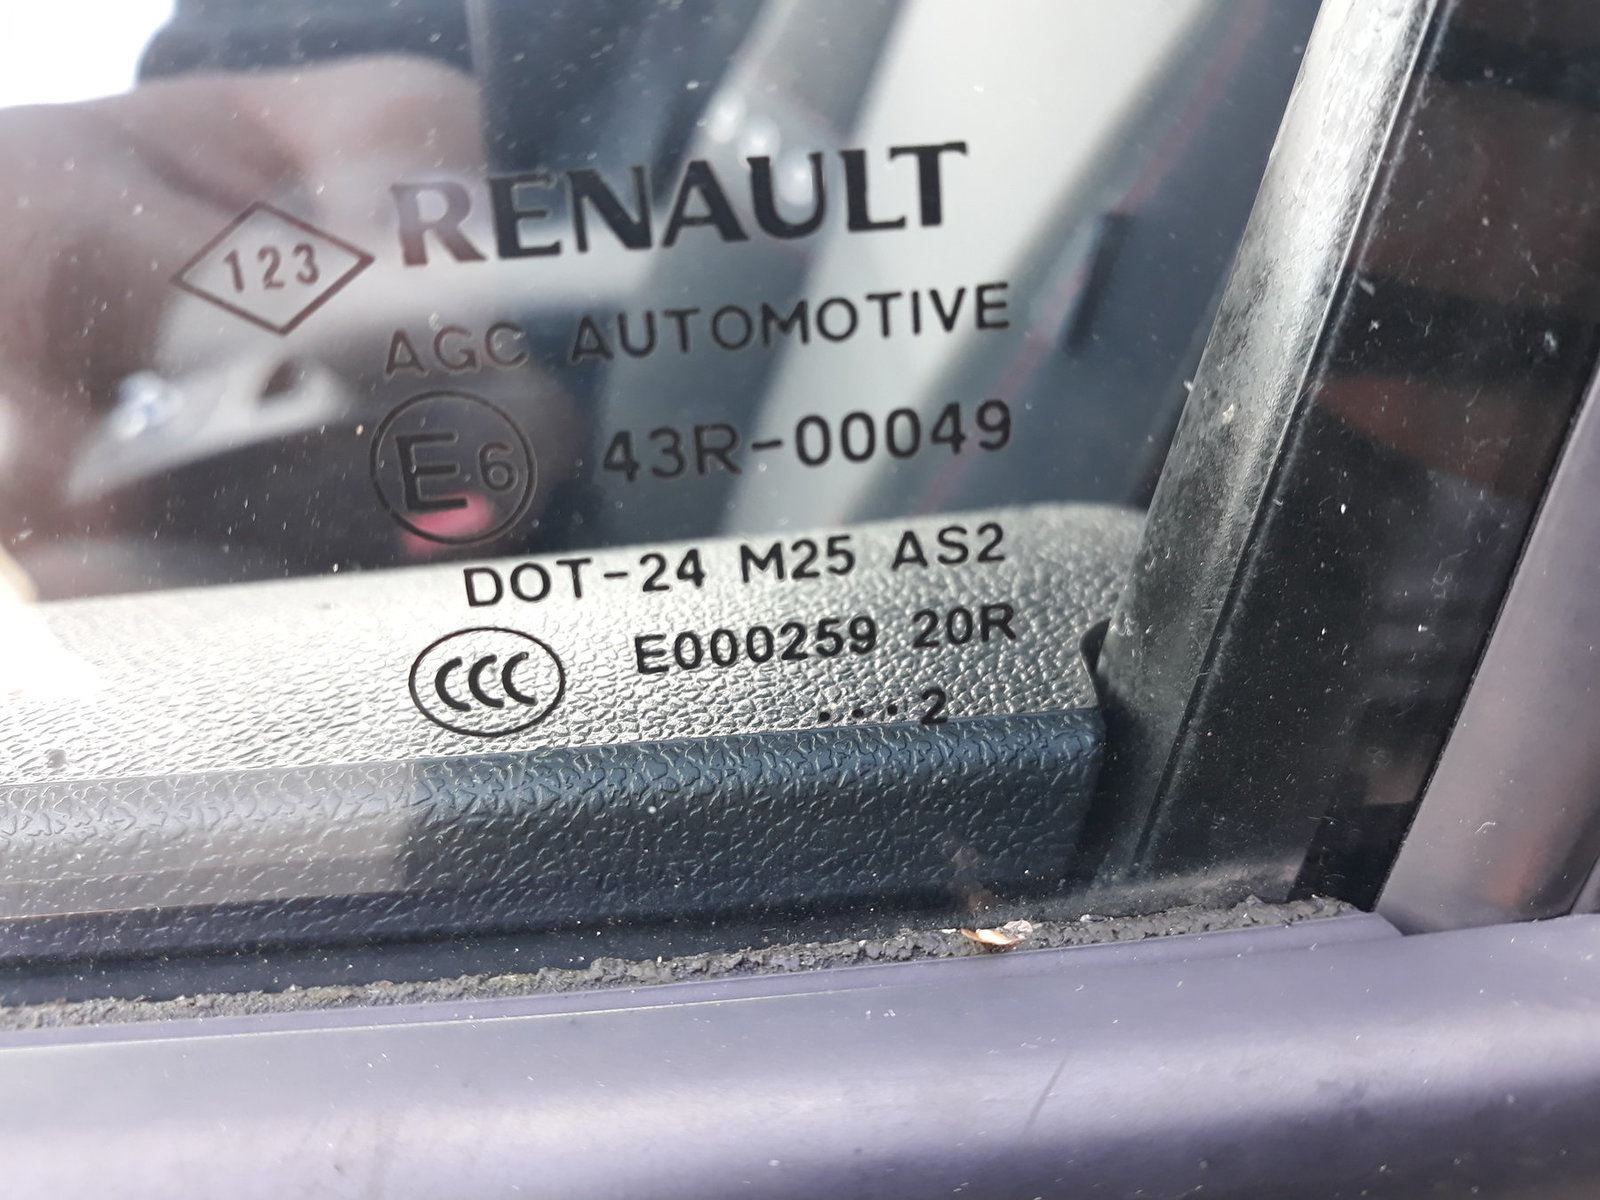 RENAULT
123
AGC AUTOMOTIVE
E6 43R-00049
DOT-24 M25 AS2
CCC E000259 20R
...2